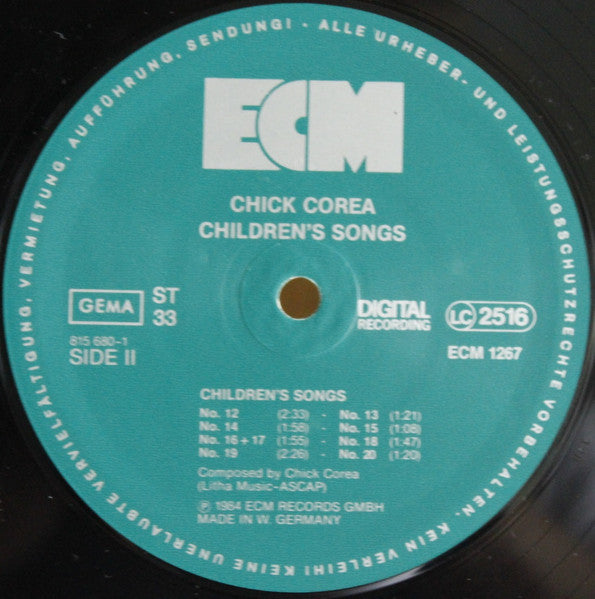 ALLE URHEBER- UND LEISTUNGSSCHUTZRECHTE VORBEHALTEN. KEIN VERLEIH! KEINE UNERLAUBTE VERVIELFÄLTIGUNG, VERMIETUNG, AUFFÜHRUNG, SENDUNG! -
ECM
CHICK COREA
CHILDREN'S SONGS
GEMA
ST
33
DIGITAL
RECORDING
LC 2516
815 680-1
SIDE II
ECM 1267
CHILDREN'S SONGS
No. 12 (2:33) - No. 13 (1:21)
No. 14 (1:58) - No. 15 (1:08)
No. 16+17 (1:55) - No. 18 (1:47)
No. 19 (2:26) - No. 20 (1:20)
Composed by Chick Corea
(Litha Music-ASCAP)
Ⓟ 1984 ECM RECORDS GMBH
MADE IN W. GERMANY